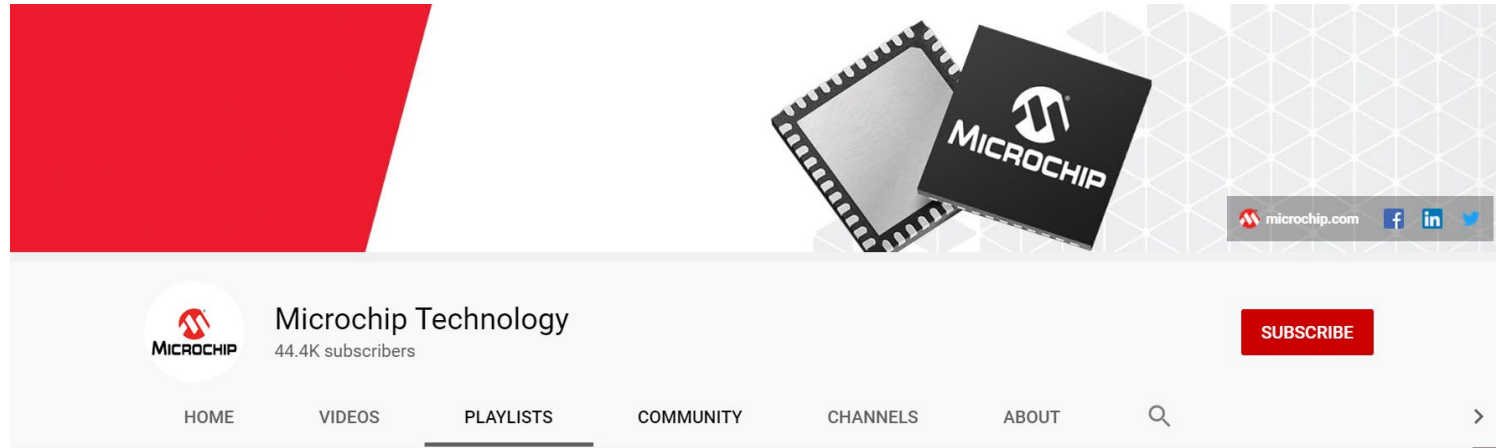 MICROCHIP
microchip.com
MICROCHIP
Microchip Technology
44.4K subscribers
SUBSCRIBE
HOME VIDEOS PLAYLISTS COMMUNITY CHANNELS ABOUT